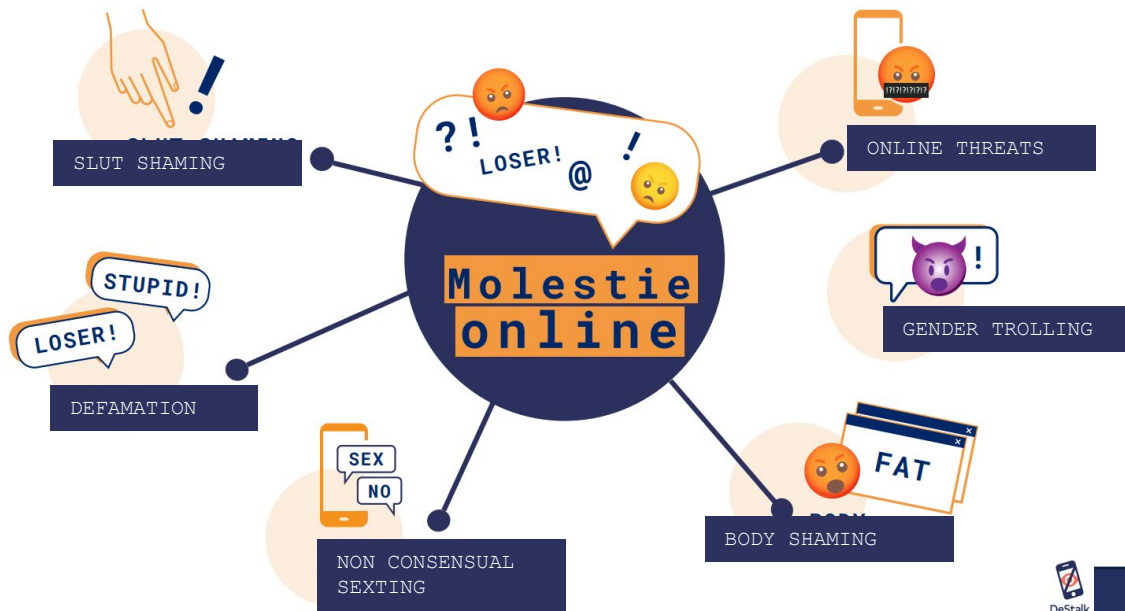 SLUT SHAMING
?!
LOSER!
@
!
Molestie
online
!?!?!?!?!?
ONLINE THREATS
!
GENDER TROLLING
STUPID!
LOSER!
DEFAMATION
SEX
NO
NON CONSENSUAL
SEXTING
FAT
BODY SHAMING
DeStalk